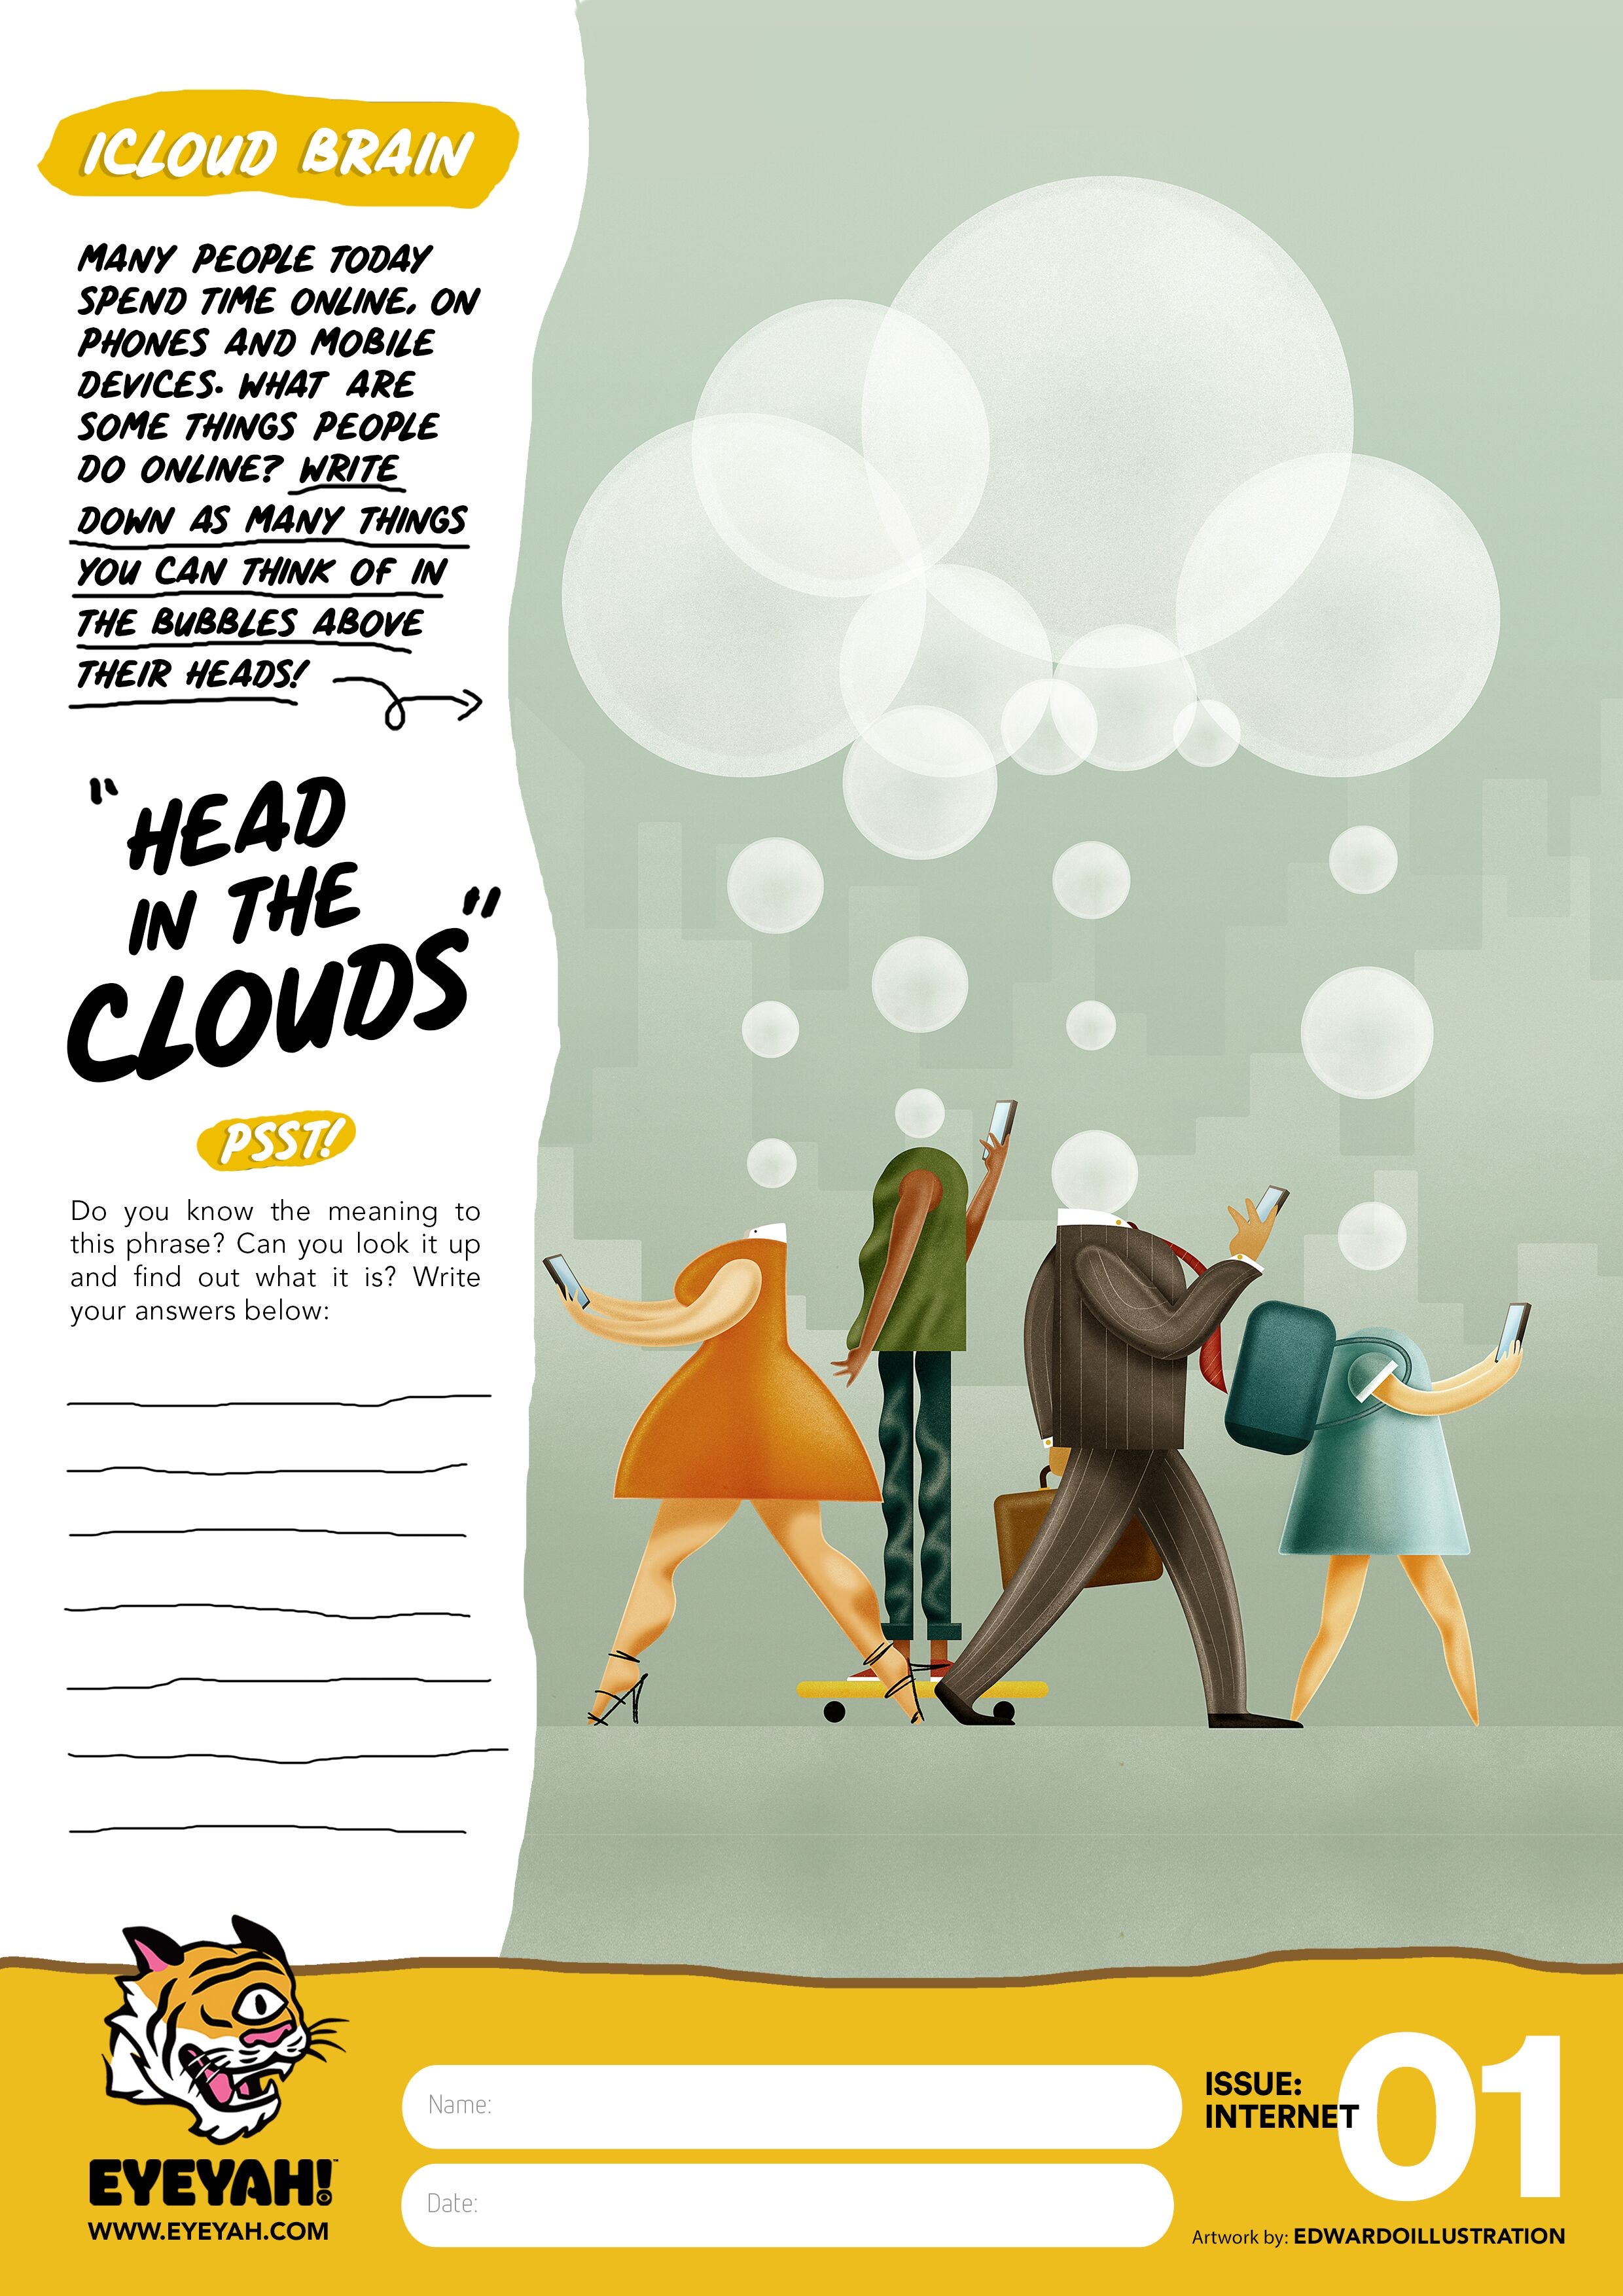 ICLOUD BRAIN
MANY PEOPLE TODAY
SPEND TIME ONLINE, ON
PHONES AND MOBILE
DEVICES. WHAT ARE
SOME THINGS PEOPLE
DO ONLINE? WRITE
DOWN AS MANY THINGS
YOU CAN THINK OF IN
THE BUBBLES ABOVE
THEIR HEADS!
"HEAD
IN THE
CLOUDS"
PSST!
Do you know the meaning to
this phrase? Can you look it up
and find out what it is? Write
your answers below:
EYEYAH!™
WWW.EYEYAH.COM
Name:
Date:
ISSUE:
INTERNET
01
Artwork by: EDWARDOILLUSTRATION